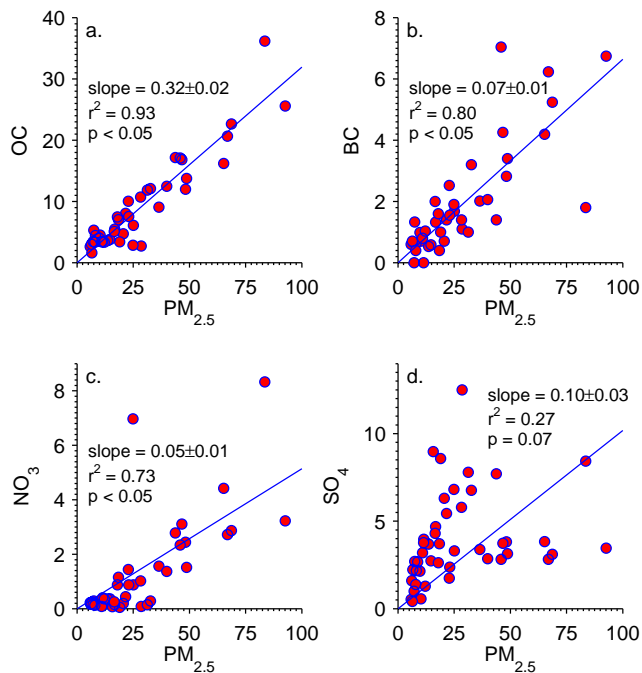 a.
slope = 0.32±0.02
r² = 0.93
p < 0.05
OC
40
30
20
10
0
0 25 50 75 100
PM₂.₅
b.
slope = 0.07±0.01
r² = 0.80
p < 0.05
BC
8
6
4
2
0
0 25 50 75 100
PM₂.₅
c.
slope = 0.05±0.01
r² = 0.73
p < 0.05
NO₃
8
6
4
2
0
0 25 50 75 100
PM₂.₅
d.
slope = 0.10±0.03
r² = 0.27
p = 0.07
SO₄
10
5
0
0 25 50 75 100
PM₂.₅